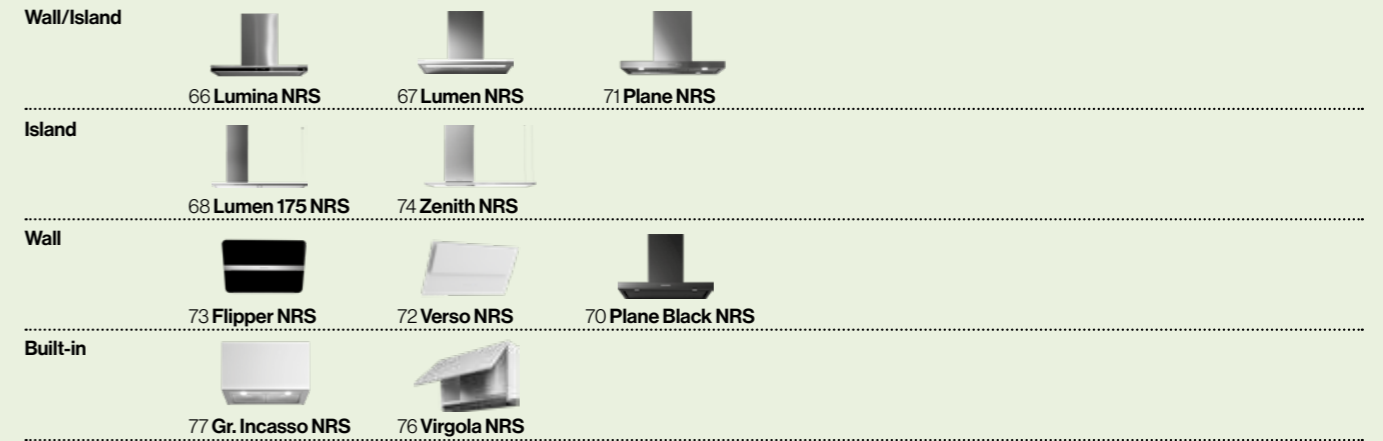 Wall/Island
66 Lumina NRS 67 Lumen NRS 71 Plane NRS
Island
68 Lumen 175 NRS 74 Zenith NRS
Wall
73 Flipper NRS 72 Verso NRS 70 Plane Black NRS
Built-in
77 Gr. Incasso NRS 76 Virgola NRS